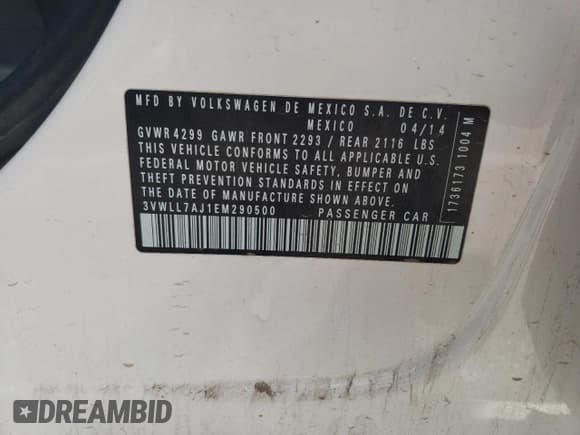 MFD BY VOLKSWAGEN DE MEXICO S.A. DE C.V.
MEXICO 04/14
GVWR 4299 GAWR FRONT 2293 / REAR 2116 LBS
THIS VEHICLE CONFORMS TO ALL APPLICABLE U.S.
FEDERAL MOTOR VEHICLE SAFETY, BUMPER AND
THEFT PREVENTION STANDARDS IN EFFECT ON
THE DATE OF MANUFACTURE SHOWN ABOVE.
3VWLL7AJ1EM290500 PASSENGER CAR
1736173 1004 M
DREAMBID